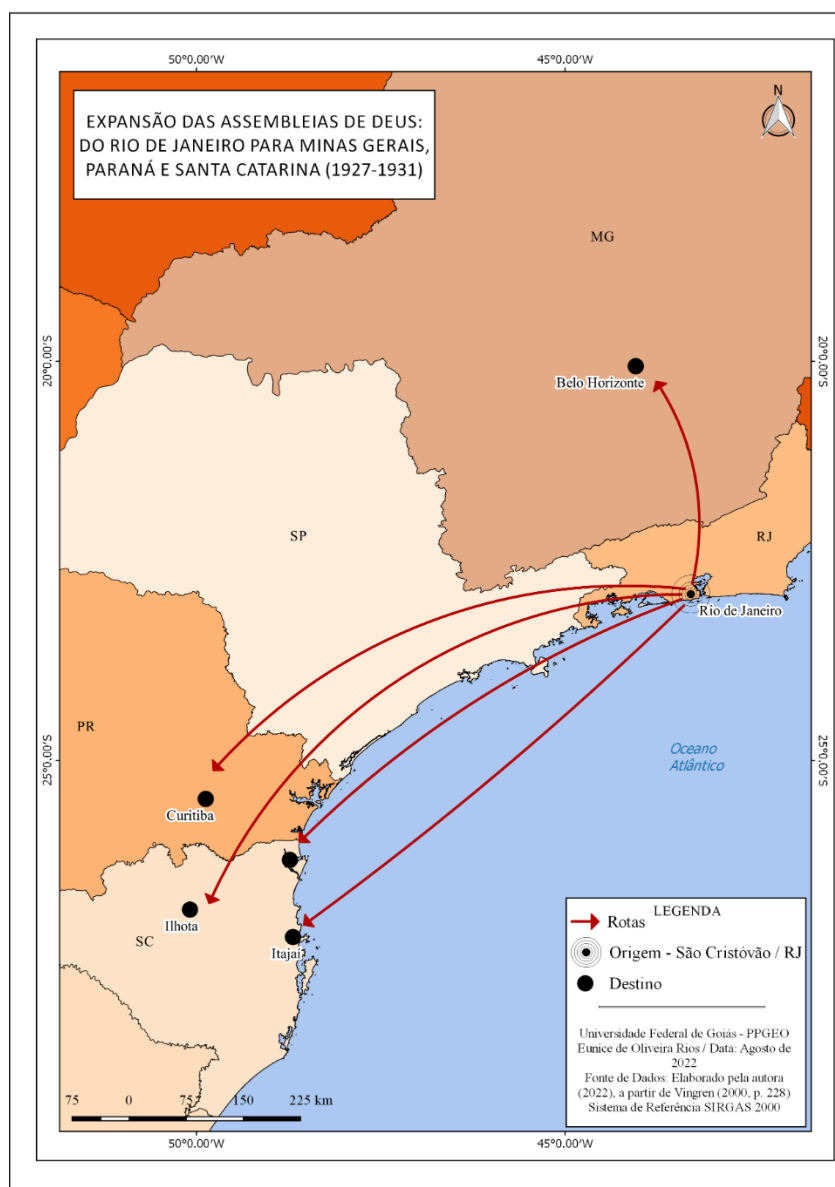 50°0.00'W
45°0.00'W
EXPANSÃO DAS ASSEMBLEIAS DE DEUS:
DO RIO DE JANEIRO PARA MINAS GERAIS,
PARANÁ E SANTA CATARINA (1927-1931)
N
MG
20°0.00'S
20°0.00'S
Belo Horizonte
SP
RJ
Rio de Janeiro
PR
25°0.00'S
25°0.00'S
Oceano
Atlântico
Curitiba
Ilhota
SC
Itajaí
LEGENDA
Rotas
Origem - São Cristóvão / RJ
Destino
Universidade Federal de Goiás - PPGEO
Eunice de Oliveira Rios / Data: Agosto de
2022
Fonte de Dados: Elaborado pela autora
(2022), a partir de Vingren (2000, p. 228)
Sistema de Referência SIRGAS 2000
75 0 75 150 225 km
50°0.00'W
45°0.00'W